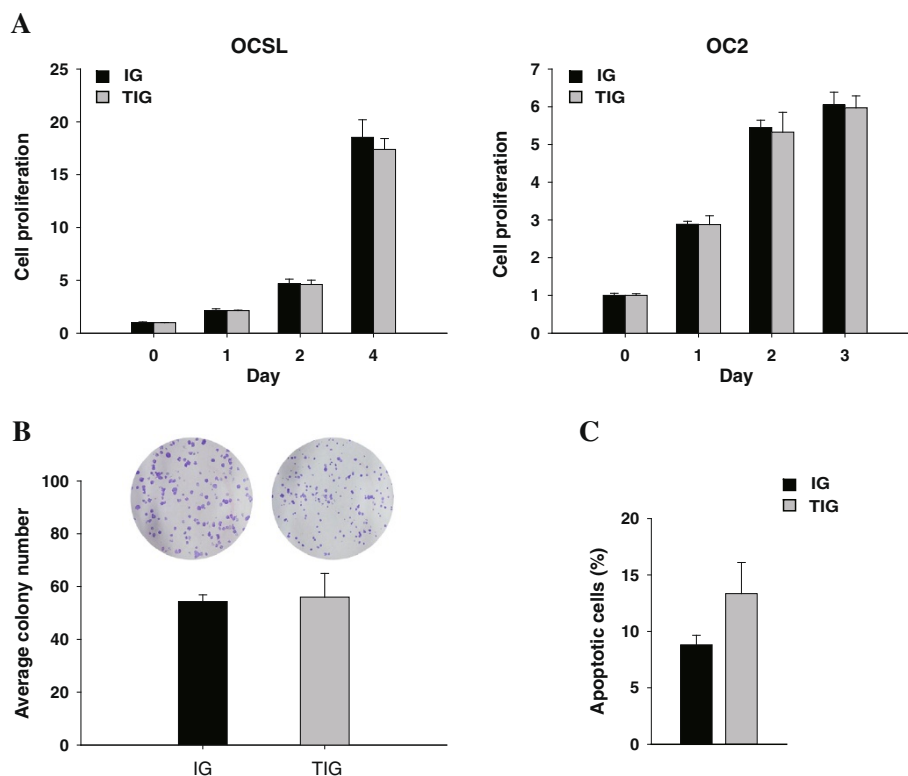 A
OCSL
25
20
15
10
5
0
Cell proliferation
IG
TIG
0 1 2 4
Day
OC2
7
6
5
4
3
2
1
0
Cell proliferation
IG
TIG
0 1 2 3
Day
B
100
80
60
40
20
0
Average colony number
IG TIG
C
IG
TIG
20
15
10
5
0
Apoptotic cells (%)